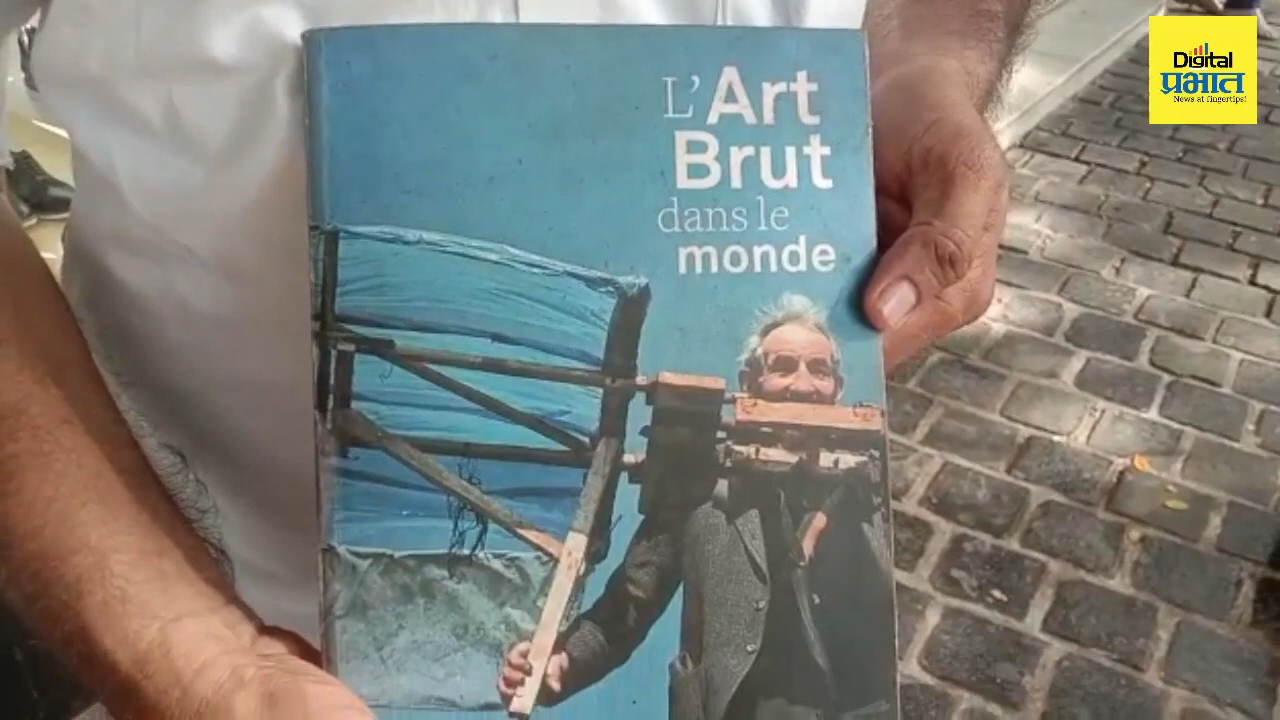 L'Art
Brut
dans le
monde
Digital
प्रभात
News at fingertips!